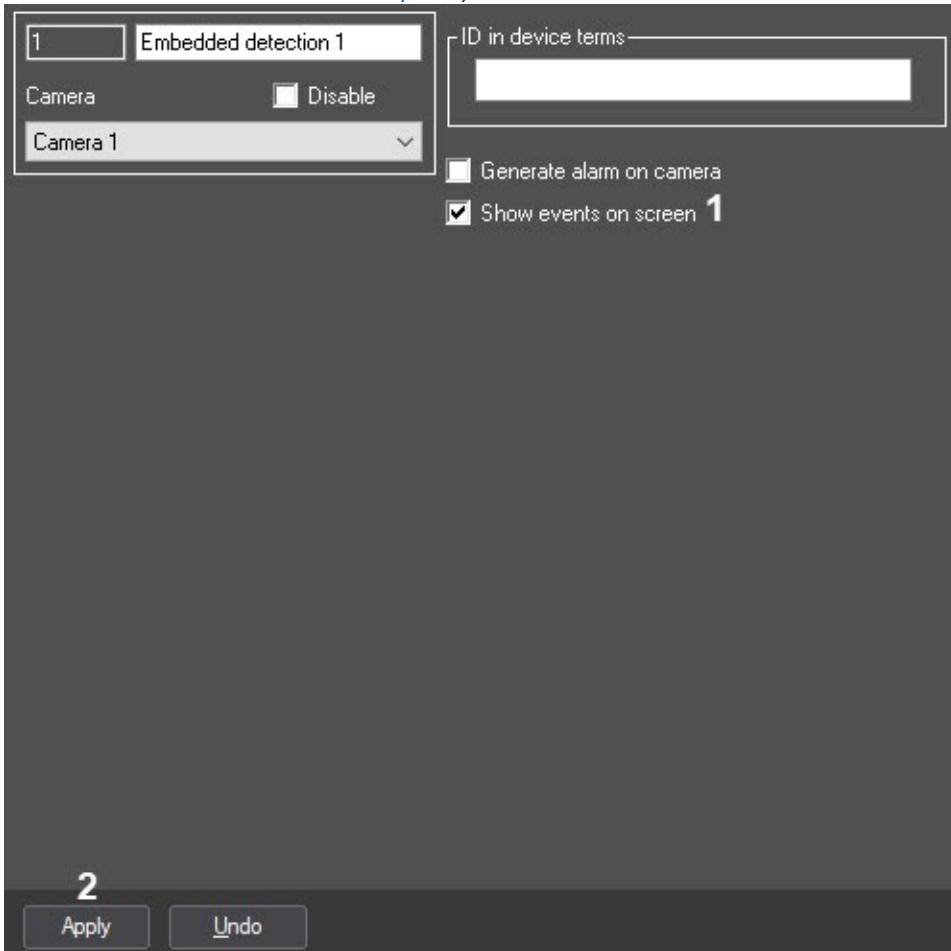 1
Embedded detection 1
Camera
Disable
Camera 1
ID in device terms
Generate alarm on camera
Show events on screen 1
2
Apply
Undo